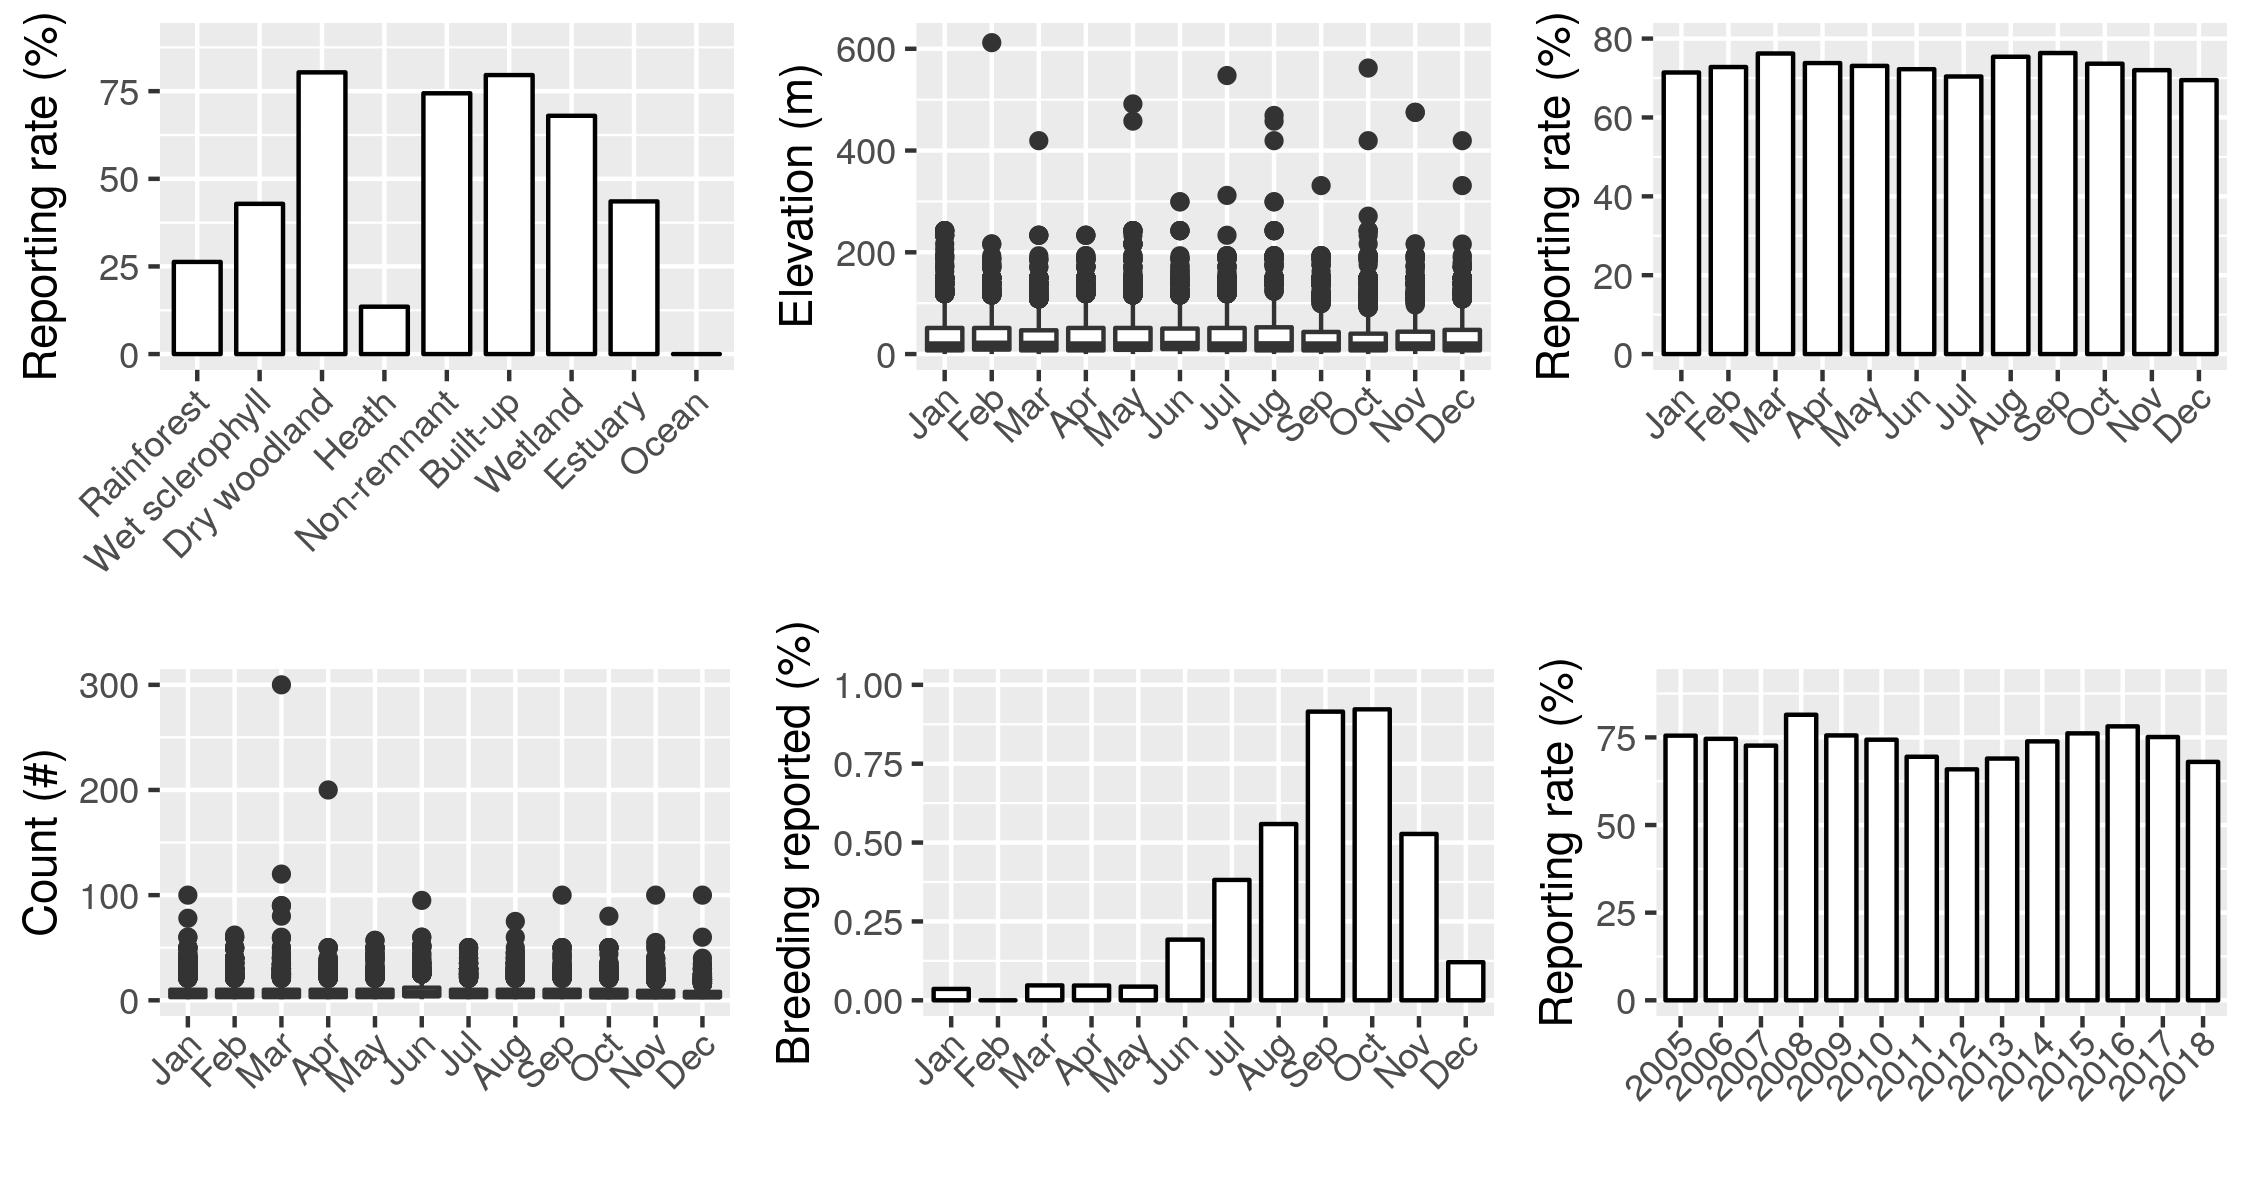 Reporting rate (%)
75
50
25
0
Rainforest
Wet sclerophyll
Dry woodland
Heath
Non-remnant
Built-up
Wetland
Estuary
Ocean
Elevation (m)
600
400
200
0
Jan
Feb
Mar
Apr
May
Jun
Jul
Aug
Sep
Oct
Nov
Dec
Reporting rate (%)
80
60
40
20
0
Jan
Feb
Mar
Apr
May
Jun
Jul
Aug
Sep
Oct
Nov
Dec
Count (#)
300
200
100
0
Jan
Feb
Mar
Apr
May
Jun
Jul
Aug
Sep
Oct
Nov
Dec
Breeding reported (%)
1.00
0.75
0.50
0.25
0.00
Jan
Feb
Mar
Apr
May
Jun
Jul
Aug
Sep
Oct
Nov
Dec
Reporting rate (%)
75
50
25
0
2005
2006
2007
2008
2009
2010
2011
2012
2013
2014
2015
2016
2017
2018